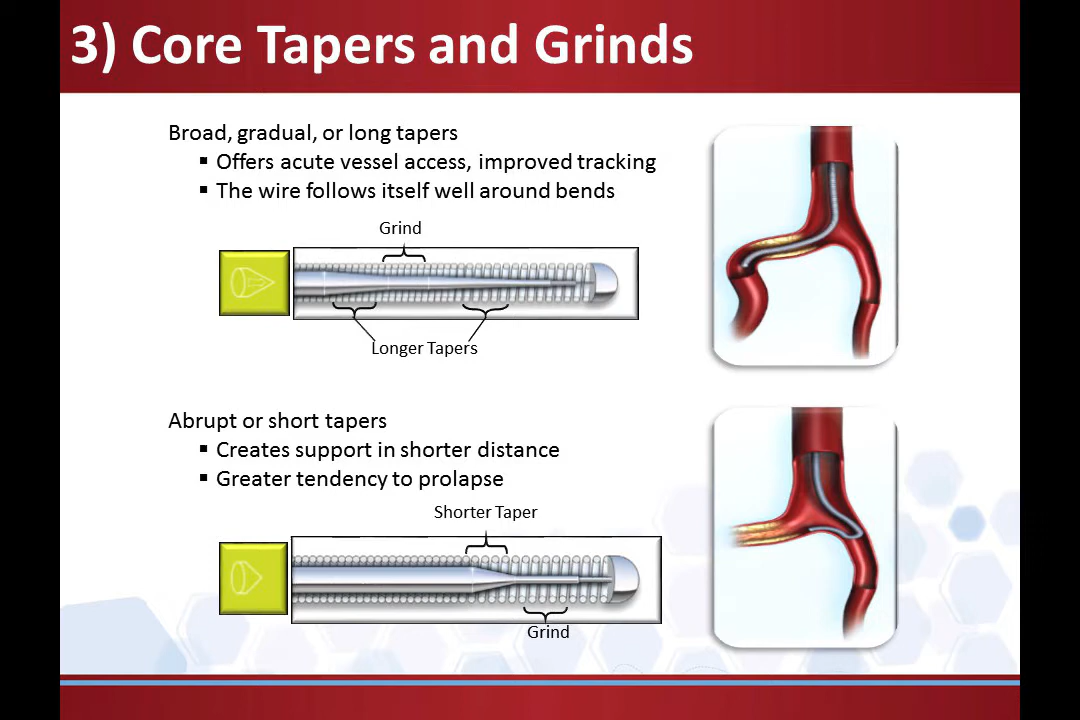 3) Core Tapers and Grinds
Broad, gradual, or long tapers
▪ Offers acute vessel access, improved tracking
▪ The wire follows itself well around bends
Grind
Longer Tapers
Abrupt or short tapers
▪ Creates support in shorter distance
▪ Greater tendency to prolapse
Shorter Taper
Grind